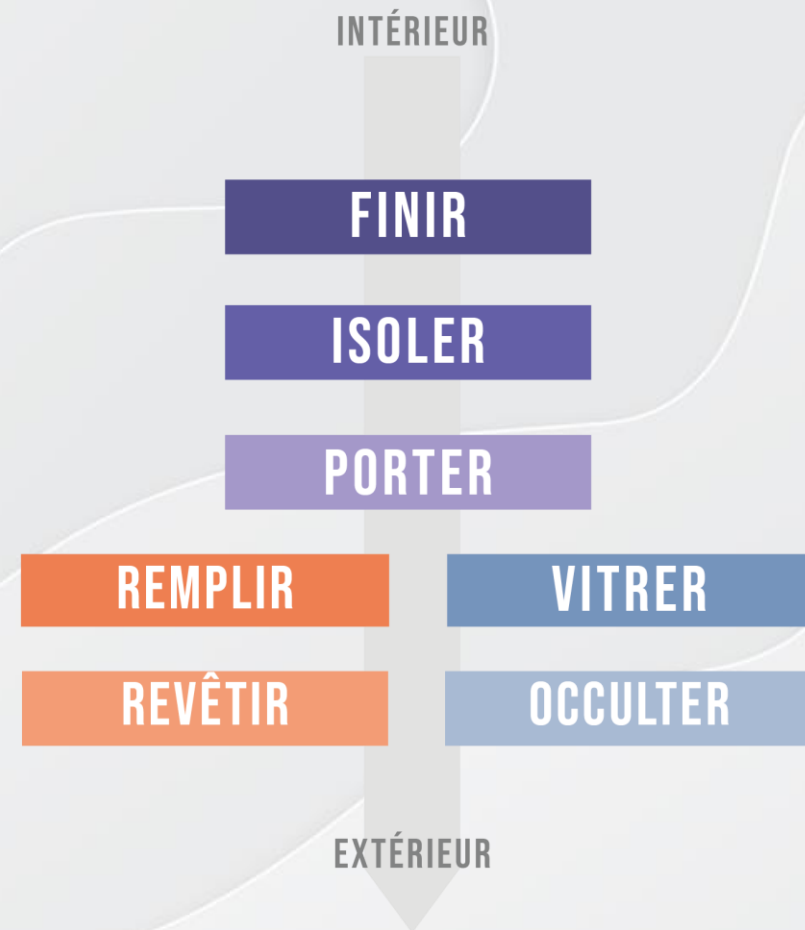 INTÉRIEUR
FINIR
ISOLER
PORTER
REMPLIR
VITRER
REVÊTIR
OCCULTER
EXTÉRIEUR